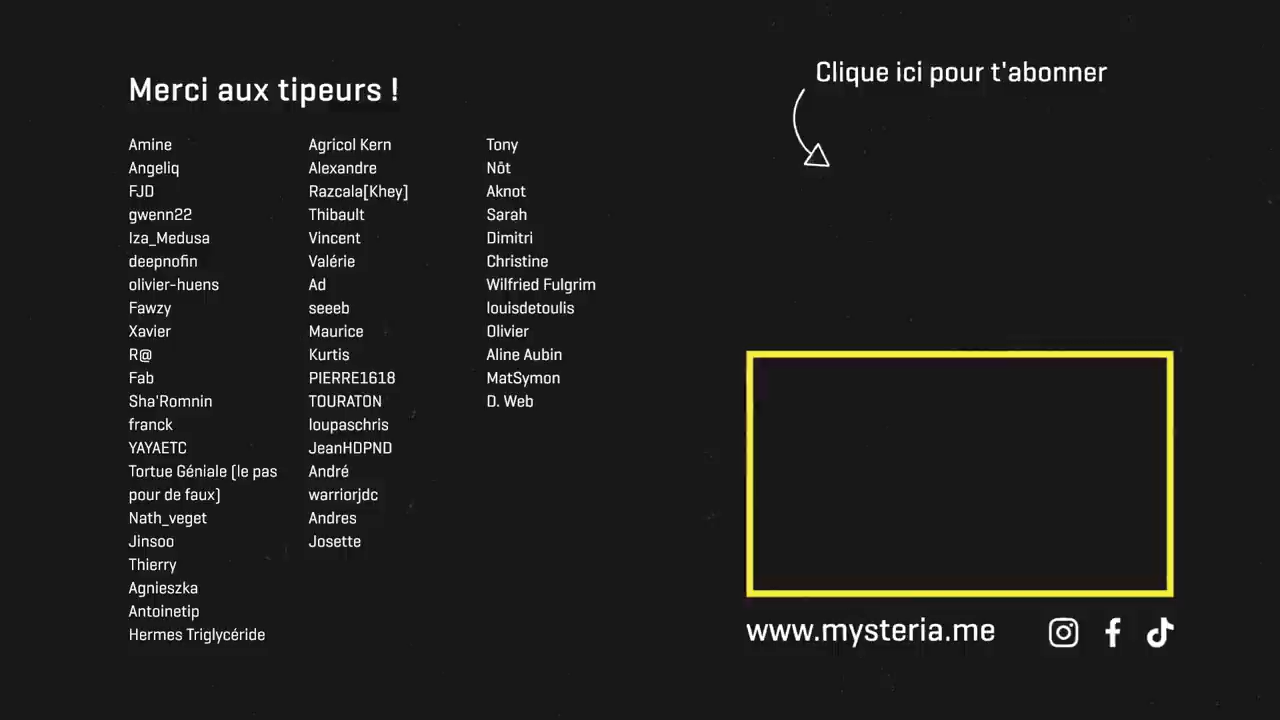 Merci aux tipeurs !
Amine
Angeliq
FJD
gwenn22
Iza_Medusa
deepnofin
olivier-huens
Fawzy
Xavier
R@
Fab
Sha'Romnin
franck
YAYAETC
Tortue Géniale (le pas
pour de faux)
Nath_veget
Jinsoo
Thierry
Agnieszka
Antoinetip
Hermes Triglycéride
Agricol Kern
Alexandre
Razcala[Khey]
Thibault
Vincent
Valérie
Ad
seeeb
Maurice
Kurtis
PIERRE1618
TOURATON
loupaschris
JeanHDPND
André
warriorjdc
Andres
Josette
Tony
Nôt
Aknot
Sarah
Dimitri
Christine
Wilfried Fulgrim
louisdetoulis
Olivier
Aline Aubin
MatSymon
D. Web
Clique ici pour t'abonner
www.mysteria.me